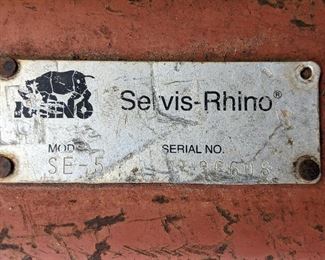 RHINO
Servis-Rhino®
MOD SERIAL NO.
SE-5